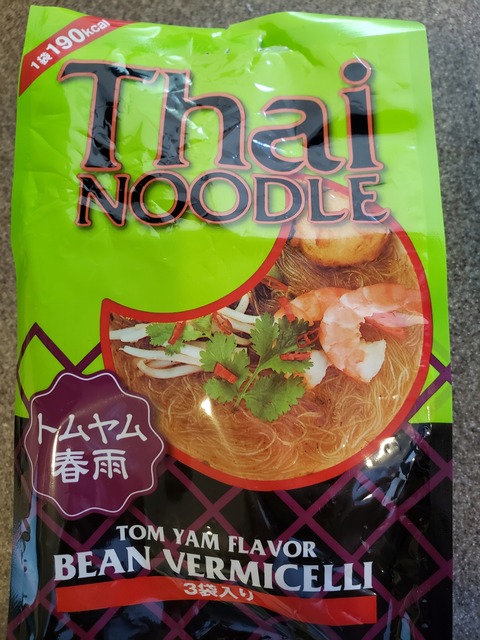 1袋190kcal
Thai
NOODLE
トムヤム
春雨
TOM YAM FLAVOR
BEAN VERMICELLI
3袋入り